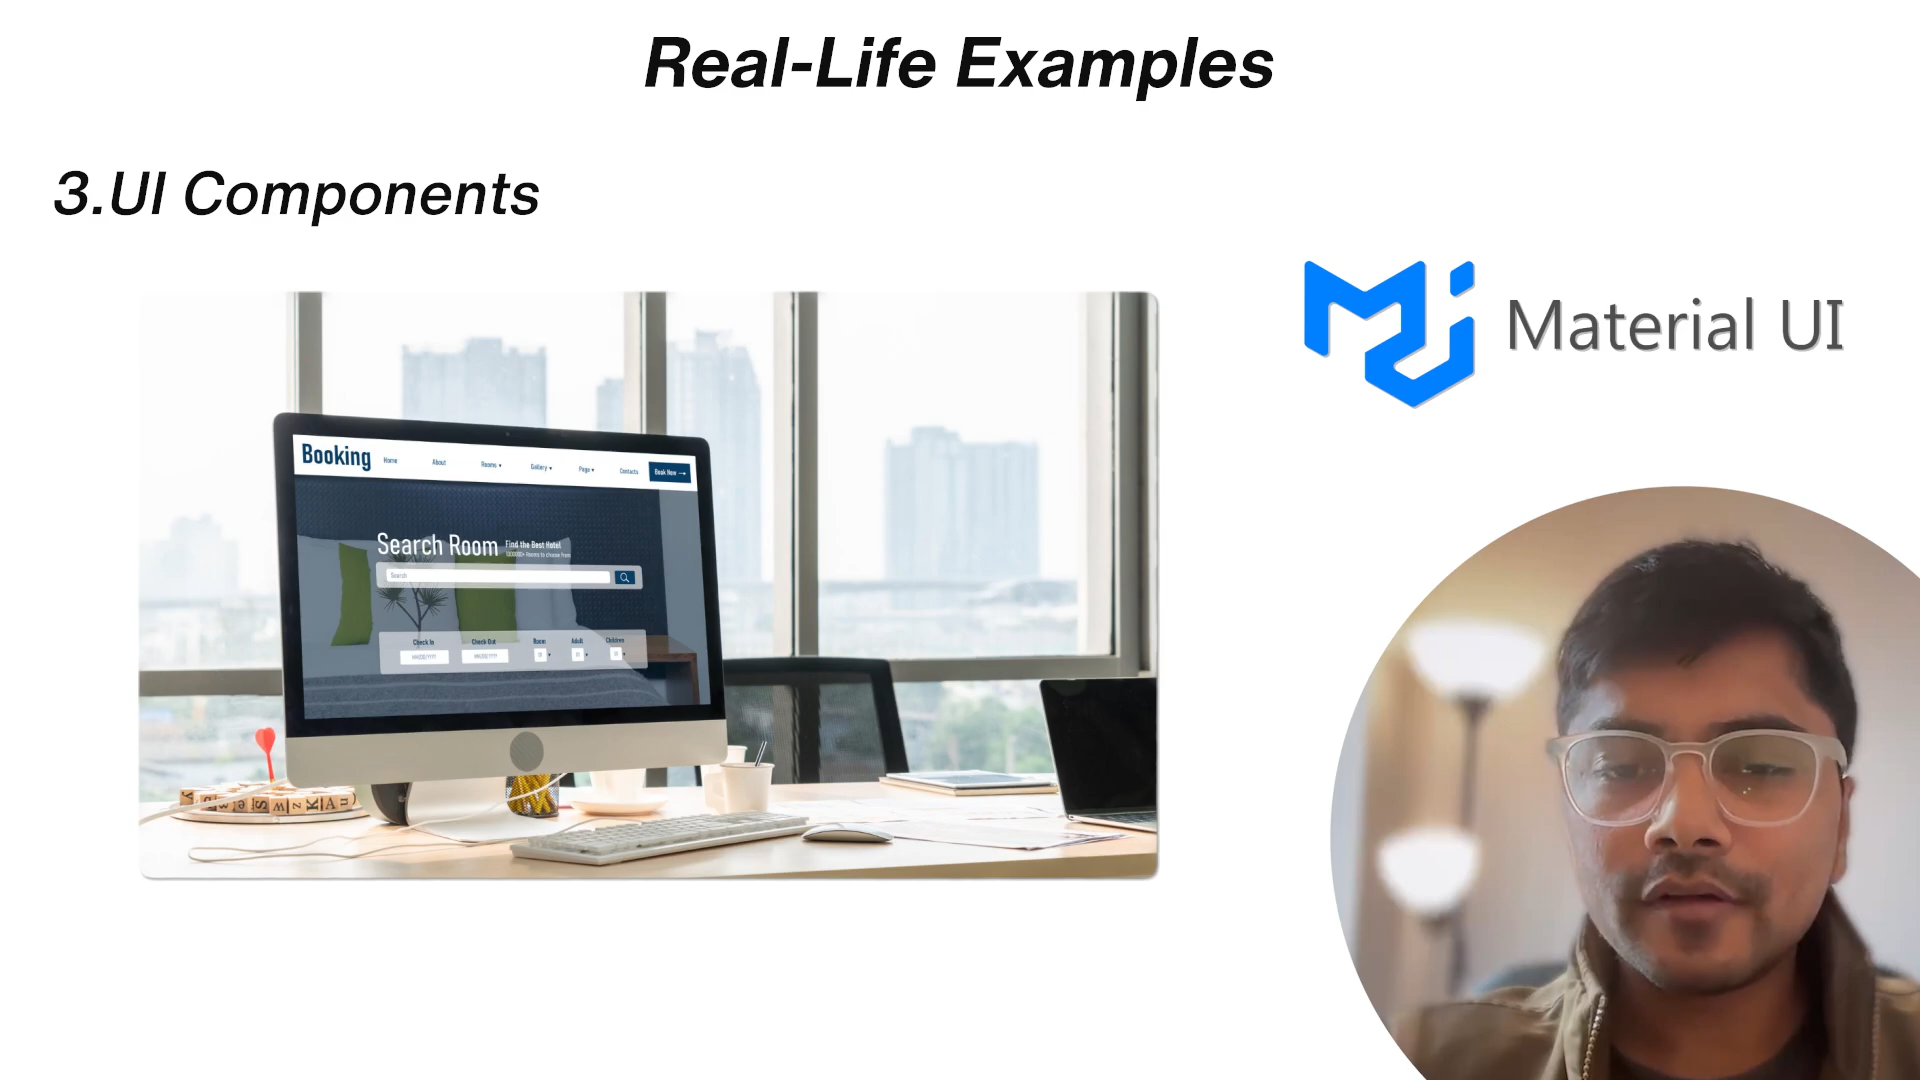 Real-Life Examples
3.UI Components
Material UI
Booking
Home About Rooms Gallery Page Contacts Book Now
Search Room
Find the Best Hotel
Search
Check In Check Out Room Adult Children